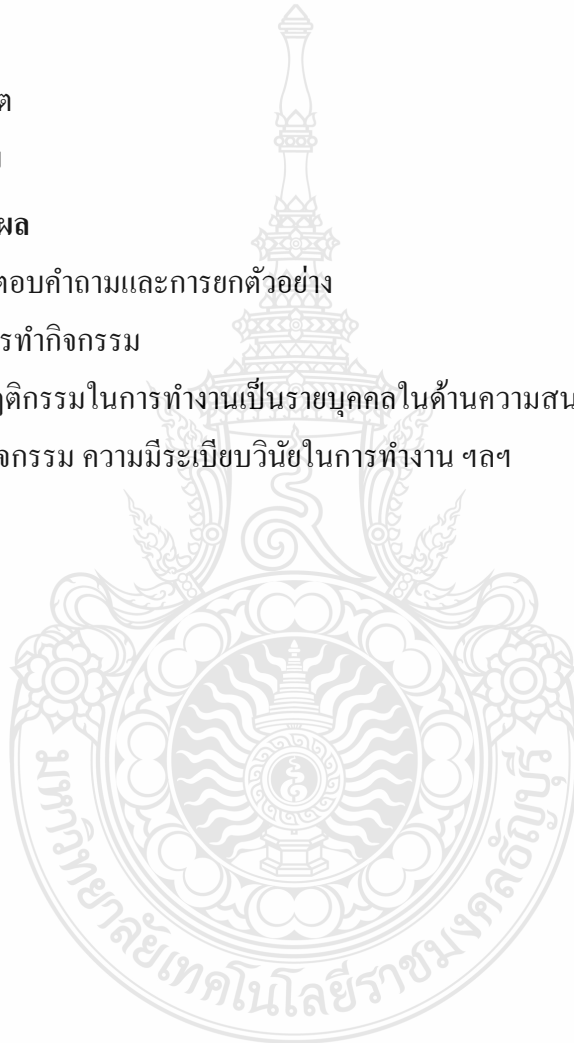 ต
ผล
ตอบคำถามและการยกตัวอย่าง
รทำกิจกรรม
ติกรรมในการทำงานเป็นรายบุคคลในด้านความสน
จกรรม ความมีระเบียบวินัยในการทำงาน ฯลฯ
มหาวิทยาลัยเทคโนโลยีราชมงคลธัญบุรี